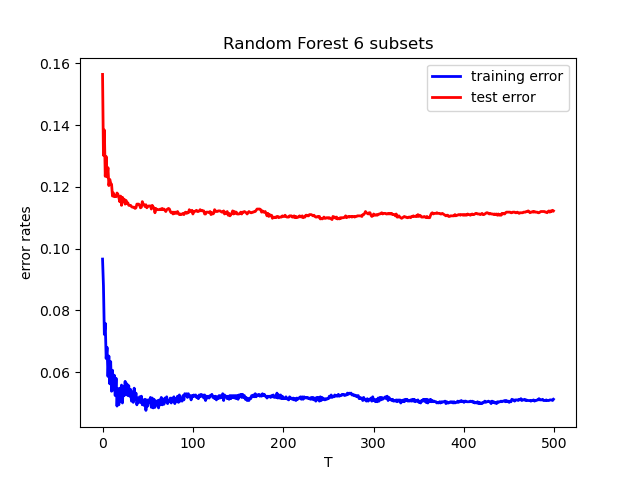 Random Forest 6 subsets
training error
test error
0.16
0.14
0.12
0.10
0.08
0.06
error rates
0
100
200
300
400
500
T